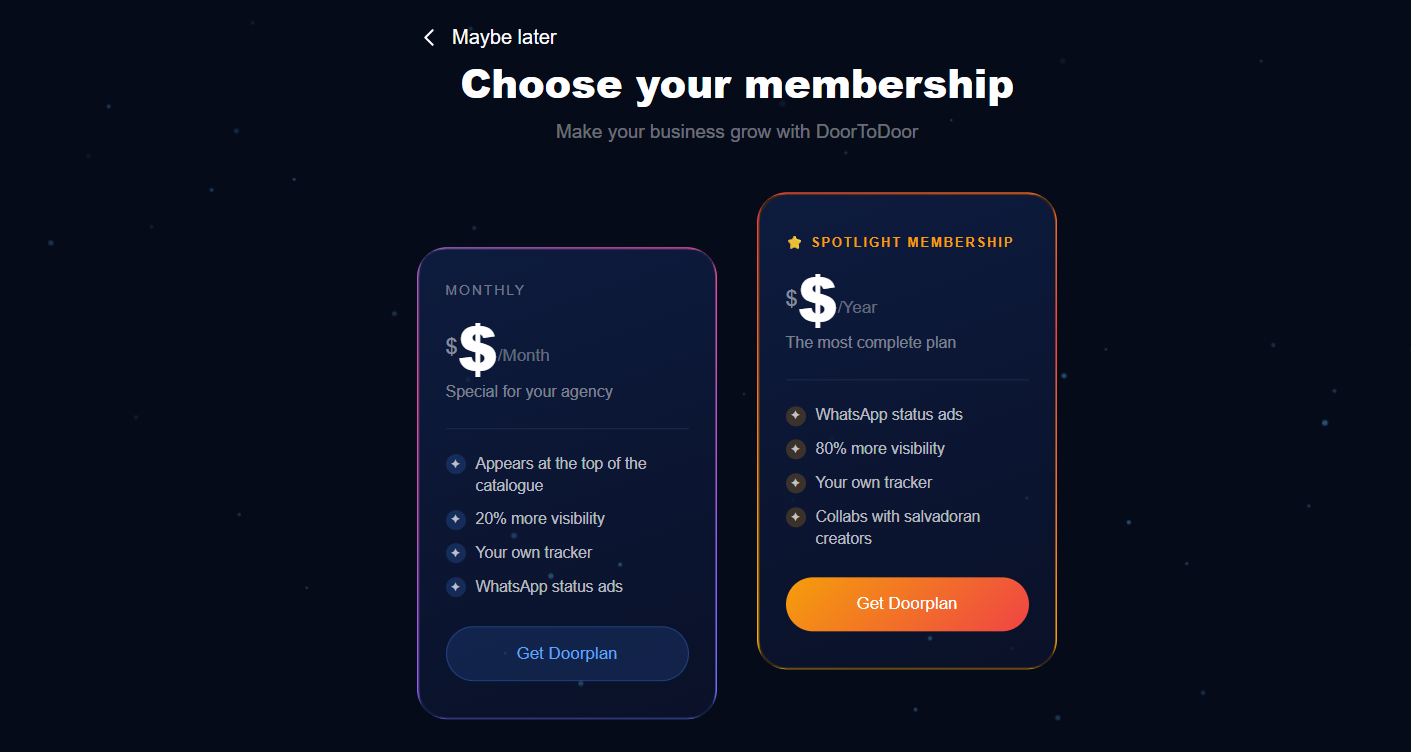 Maybe later
Choose your membership
Make your business grow with DoorToDoor
MONTHLY
$$/Month
Special for your agency
Appears at the top of the
catalogue
20% more visibility
Your own tracker
WhatsApp status ads
Get Doorplan
SPOTLIGHT MEMBERSHIP
$$/Year
The most complete plan
WhatsApp status ads
80% more visibility
Your own tracker
Collabs with salvadoran
creators
Get Doorplan